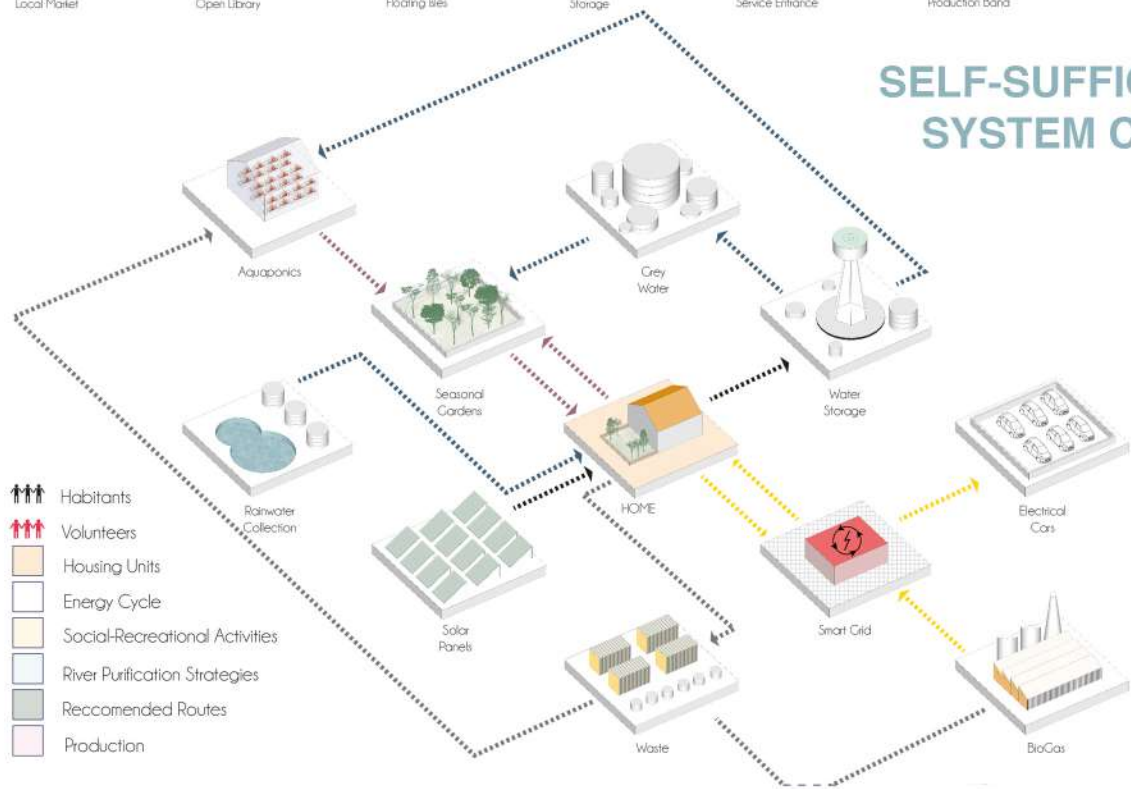 Local Market
Open Library
Floating Isles
Storage
Service Entrance
Production Band
SELF-SUFFIC
SYSTEM C
Aquaponics
Grey
Water
Seasonal
Gardens
Water
Storage
Rainwater
Collection
HOME
Electrical
Cars
Solar
Panels
Smart Grid
Waste
BioGas
Habitants
Volunteers
Housing Units
Energy Cycle
Social-Recreational Activities
River Purification Strategies
Reccomended Routes
Production